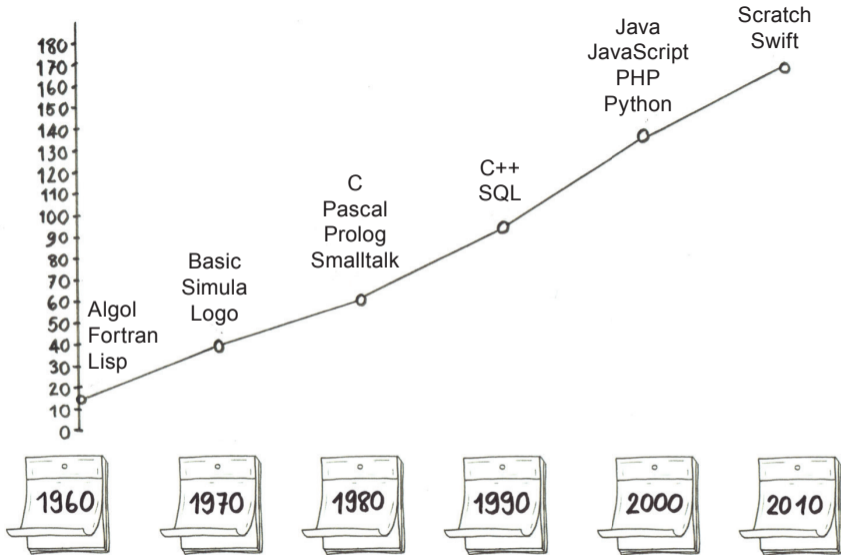 180
170
160
150
140
130
120
110
100
90
80
70
60
50
40
30
20
10
0
Algol
Fortran
Lisp
Basic
Simula
Logo
C
Pascal
Prolog
Smalltalk
C++
SQL
Java
JavaScript
PHP
Python
Scratch
Swift
1960
1970
1980
1990
2000
2010